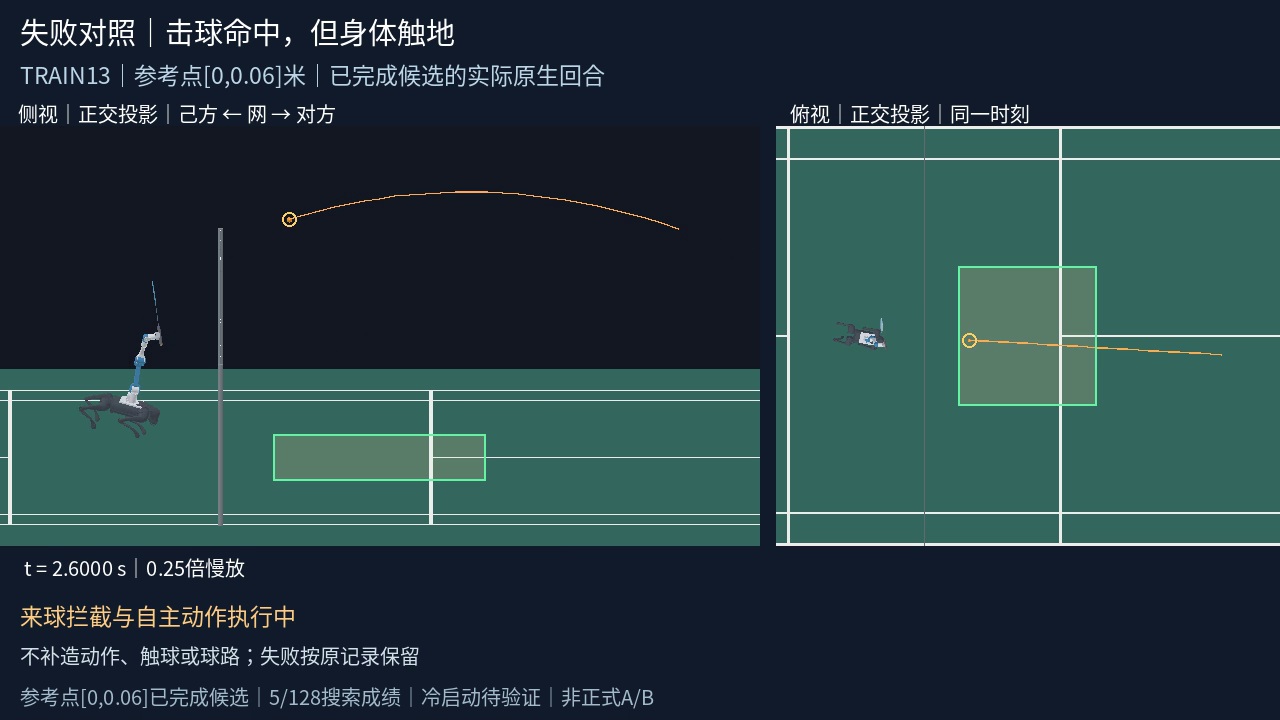 失败对照｜击球命中，但身体触地
TRAIN13｜参考点[0,0.06]米｜已完成候选的实际原生回合
侧视｜正交投影｜己方 ← 网 → 对方
俯视｜正交投影｜同一时刻
t = 2.6000 s｜0.25倍慢放
来球拦截与自主动作执行中
不补造动作、触球或球路；失败按原记录保留
参考点[0,0.06]已完成候选｜5/128搜索成绩｜冷启动待验证｜非正式A/B